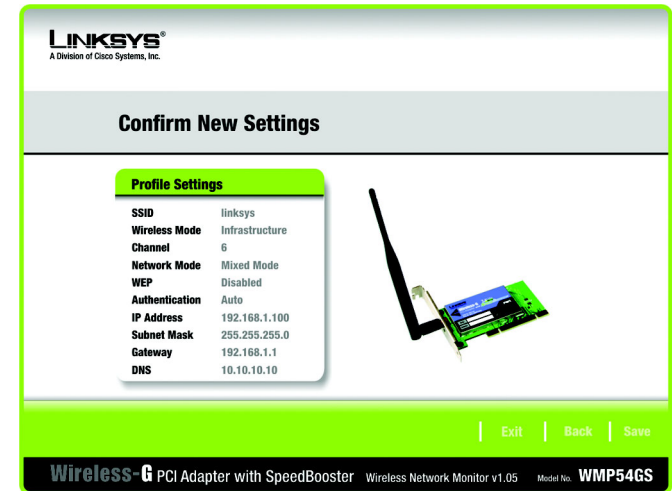 LINKSYS®
A Division of Cisco Systems, Inc.
Confirm New Settings
Profile Settings
SSID linksys
Wireless Mode Infrastructure
Channel 6
Network Mode Mixed Mode
WEP Disabled
Authentication Auto
IP Address 192.168.1.100
Subnet Mask 255.255.255.0
Gateway 192.168.1.1
DNS 10.10.10.10
Exit Back Save
Wireless-G PCI Adapter with SpeedBooster Wireless Network Monitor v1.05 Model No. WMP54GS